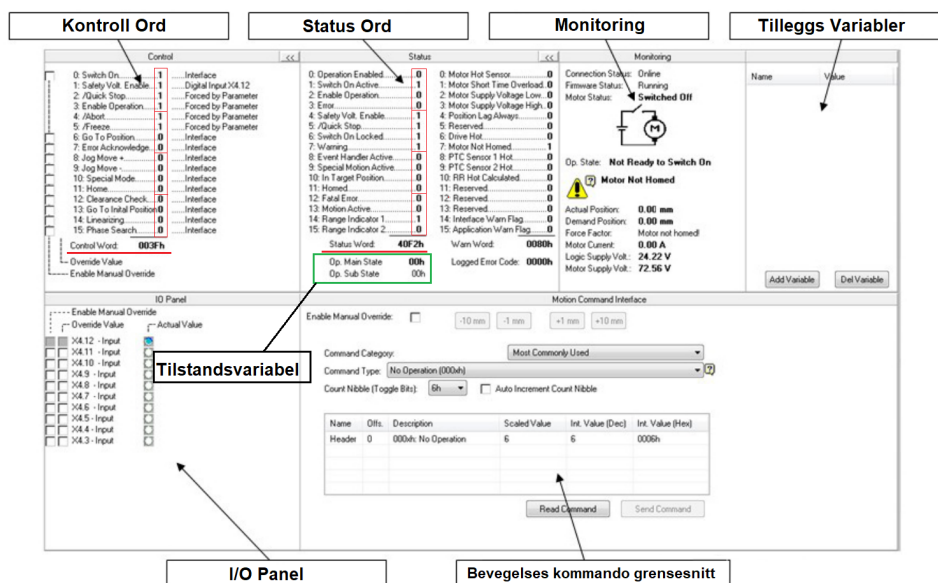 Kontroll Ord
Status Ord
Monitoring
Tilleggs Variabler
Control
<<
0: Switch On 1 Interface
1: Safety Volt. Enable 1 Digital Input X4.12
2: /Quick Stop 1 Forced by Parameter
3: Enable Operation 1 Forced by Parameter
4: /Abort 1 Forced by Parameter
5: /Freeze 1 Forced by Parameter
6: Go To Position 0 Interface
7: Error Acknowledge 0 Interface
8: Jog Move + 0 Interface
9: Jog Move - 0 Interface
10: Special Mode 0 Interface
11: Home 0 Interface
12: Clearance Check 0 Interface
13: Go To Inital Position 0 Interface
14: Linearizing 0 Interface
15: Phase Search 0 Interface
Control Word: 003Fh
Override Value
Enable Manual Override
Status
<<
0: Operation Enabled 0
1: Switch On Active 1
2: Enable Operation 0
3: Error 0
4: Safety Volt. Enable 1
5: /Quick Stop 1
6: Switch On Locked 1
7: Warning 1
8: Event Handler Active 0
9: Special Motion Active 0
10: In Target Position 0
11: Homed 0
12: Fatal Error 0
13: Motion Active 0
14: Range Indicator 1 1
15: Range Indicator 2 0
Status Word: 40F2h
Op. Main State 00h
Op. Sub State 00h
0: Motor Hot Sensor 0
1: Motor Short Time Overload 0
2: Motor Supply Voltage Low 0
3: Motor Supply Voltage High 0
4: Position Lag Always 0
5: Reserved 0
6: Drive Hot 0
7: Motor Not Homed 1
8: PTC Sensor 1 Hot 0
9: PTC Sensor 2 Hot 0
10: RR Hot Calculated 0
11: Reserved 0
12: Reserved 0
13: Reserved 0
14: Interface Warn Flag 0
15: Application Warn Flag 0
Warn Word: 0080h
Logged Error Code: 0000h
Monitoring
Connection Status: Online
Firmware Status: Running
Motor Status: Switched Off
M
Op. State: Not Ready to Switch On
Motor Not Homed
Actual Position: 0.00 mm
Demand Position: 0.00 mm
Force Factor: Motor not homed!
Motor Current: 0.00 A
Logic Supply Volt.: 24.22 V
Motor Supply Volt.: 72.56 V
Name Value
Add Variable Del Variable
IO Panel
Enable Manual Override
Override Value Actual Value
X4.12 - Input
X4.11 - Input
X4.10 - Input
X4.9 - Input
X4.8 - Input
X4.7 - Input
X4.6 - Input
X4.5 - Input
X4.4 - Input
X4.3 - Input
Tilstandsvariabel
Motion Command Interface
Enable Manual Override: -10 mm -1 mm +1 mm +10 mm
Command Category: Most Commonly Used
Command Type: No Operation (000xh)
Count Nibble (Toggle Bits): 6h Auto Increment Count Nibble
Name Offs. Description Scaled Value Int. Value (Dec) Int. Value (Hex)
Header 0 000xh: No Operation 6 6 0006h
Read Command Send Command
I/O Panel
Bevegelses kommando grensesnitt